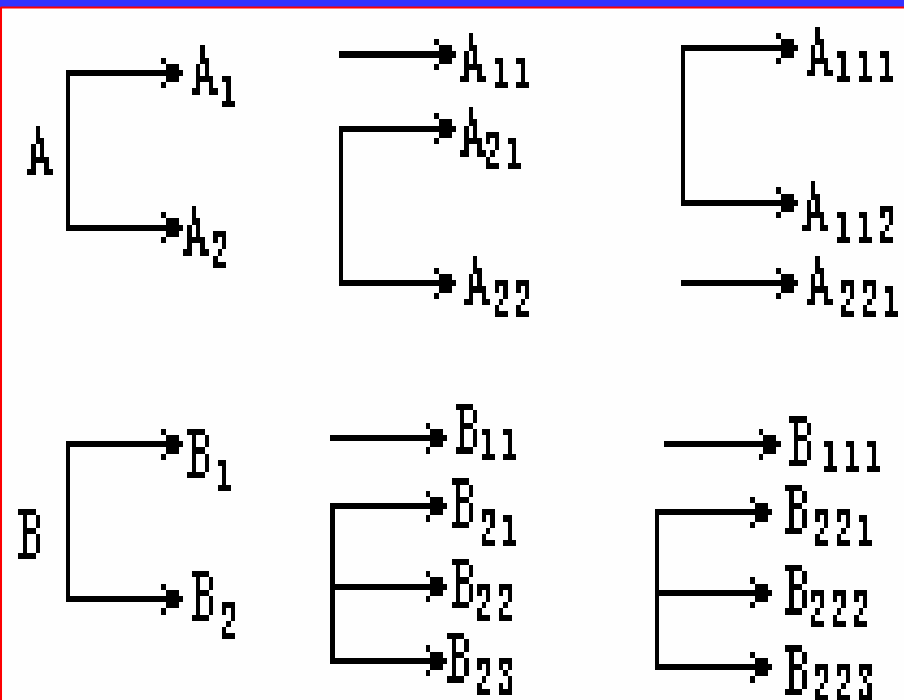 A₁ A₁₁ A₁₁₁
A A₂₁
A₂ A₁₁₂
A₂₂ A₂₂₁
B₁ B₁₁ B₁₁₁
B B₂₁ B₂₂₁
B₂ B₂₂ B₂₂₂
B₂₃ B₂₂₃